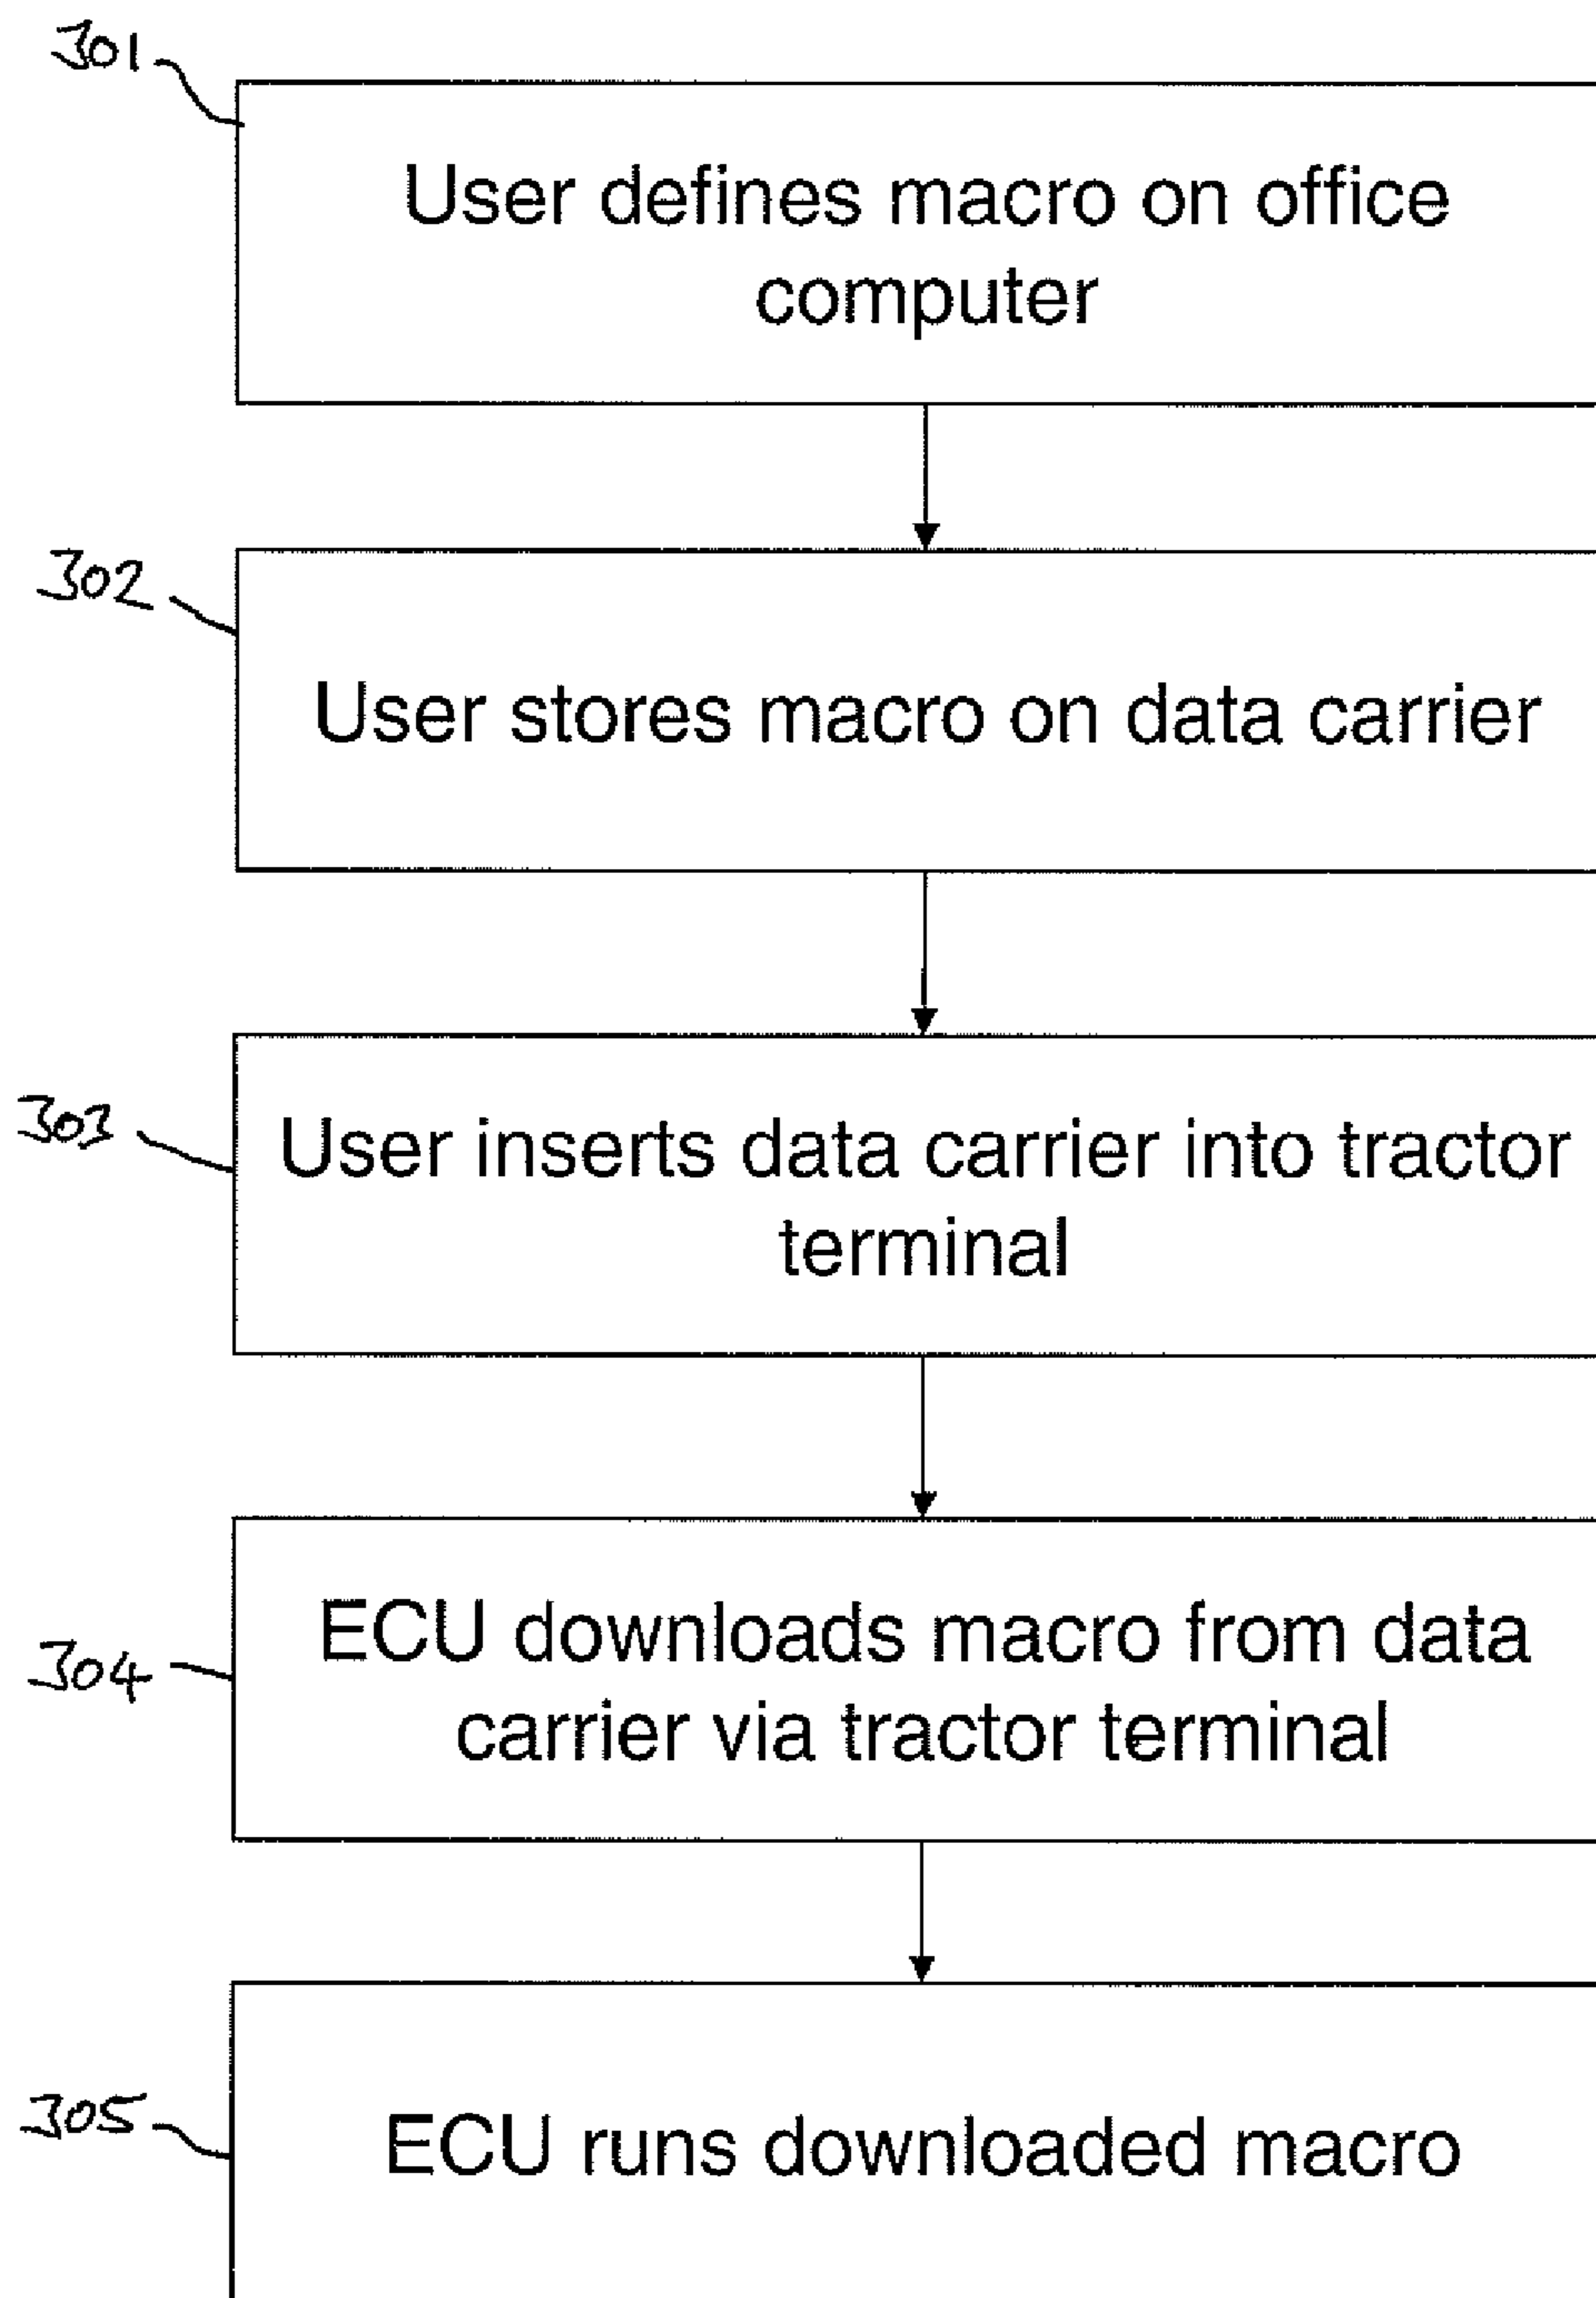 301
User defines macro on office
computer
302
User stores macro on data carrier
303
User inserts data carrier into tractor
terminal
304
ECU downloads macro from data
carrier via tractor terminal
305
ECU runs downloaded macro